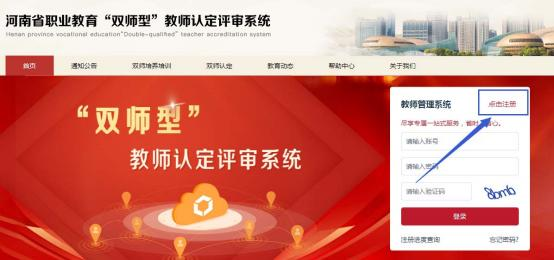 河南省职业教育“双师型”教师认定评审系统
Henan province vocational education“Double-qualified” teacher accreditation system
首页 通知公告 双师培养培训 双师认定 教育动态 帮助中心 关于我们
“双师型”
教师认定评审系统
教师管理系统 点击注册
尽享专属一站式服务，省时 心。
请输入账号
请输入密
请输入验证码
登录
注册进度查询 忘记密码?